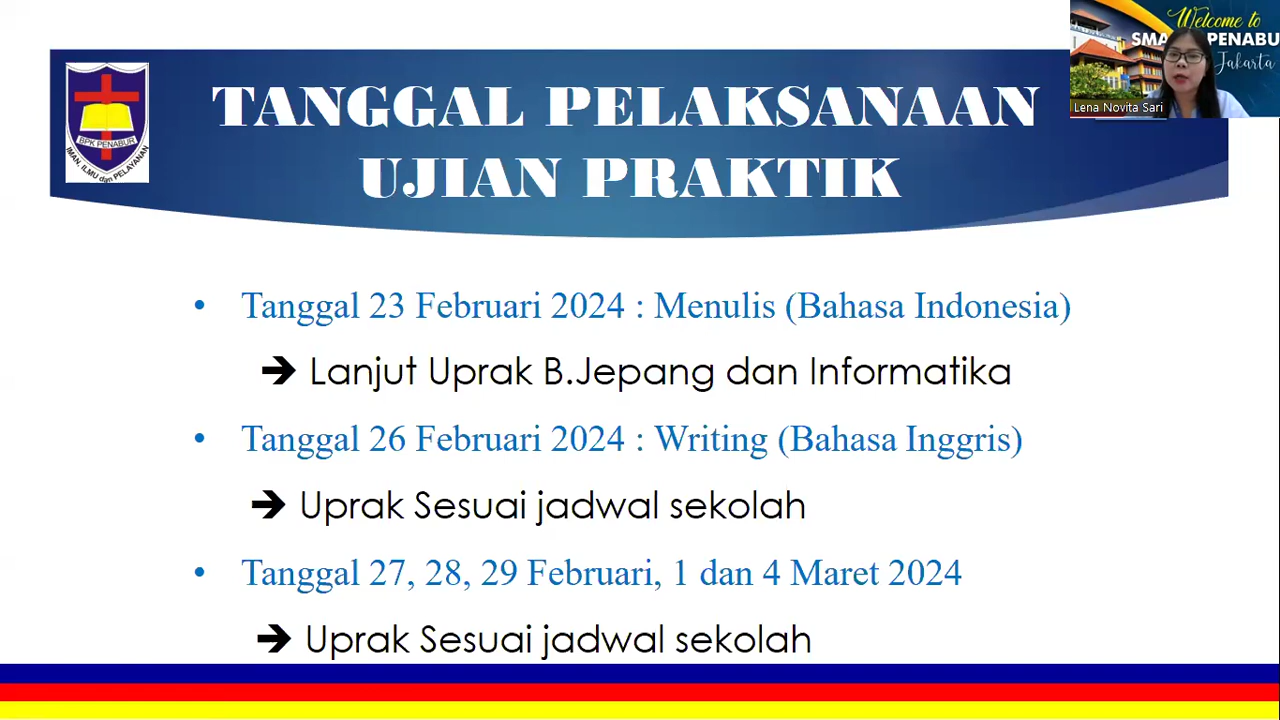 Welcome to
SMA PENABU
Jakarta
Lena Novita Sari
BPK PENABUR
IMAN, ILMU dan PELAYANAN
TANGGAL PELAKSANAAN
UJIAN PRAKTIK
• Tanggal 23 Februari 2024 : Menulis (Bahasa Indonesia)
➔ Lanjut Uprak B.Jepang dan Informatika
• Tanggal 26 Februari 2024 : Writing (Bahasa Inggris)
➔ Uprak Sesuai jadwal sekolah
• Tanggal 27, 28, 29 Februari, 1 dan 4 Maret 2024
➔ Uprak Sesuai jadwal sekolah